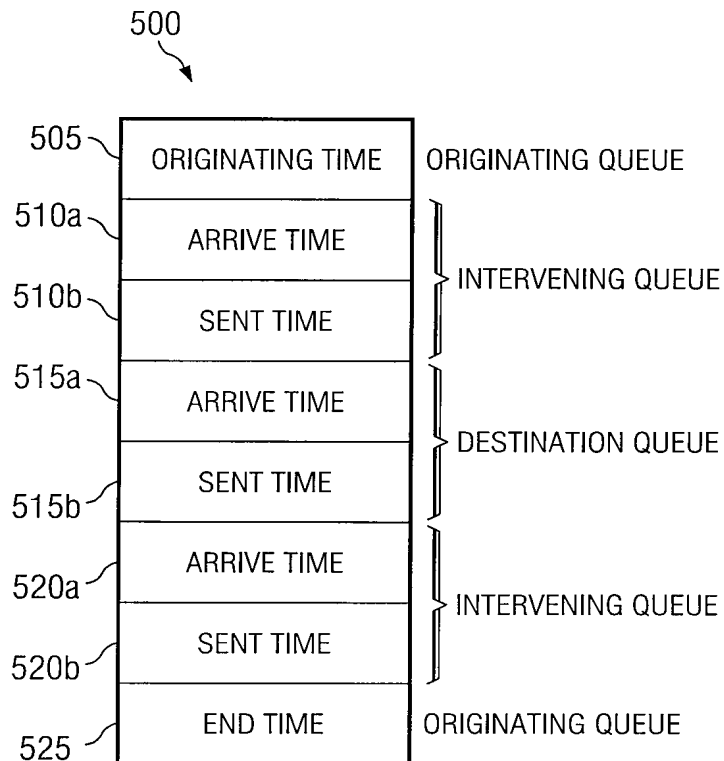 500
505 ORIGINATING TIME ORIGINATING QUEUE
510a ARRIVE TIME
INTERVENING QUEUE
510b SENT TIME
515a ARRIVE TIME
DESTINATION QUEUE
515b SENT TIME
520a ARRIVE TIME
INTERVENING QUEUE
520b SENT TIME
525 END TIME ORIGINATING QUEUE